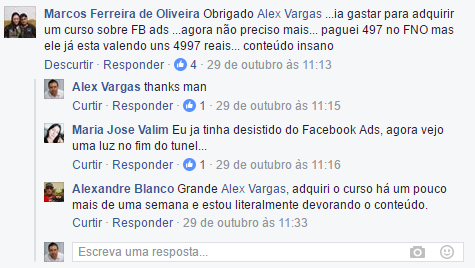 Marcos Ferreira de Oliveira Obrigado Alex Vargas ...ia gastar para adquirir
um curso sobre FB ads ...agora não preciso mais... paguei 497 no FNO mas
ele já esta valendo uns 4997 reais... conteúdo insano
Descurtir · Responder · 4 · 29 de outubro às 11:13
Alex Vargas thanks man
Curtir · Responder · 1 · 29 de outubro às 11:15
Maria Jose Valim Eu ja tinha desistido do Facebook Ads, agora vejo
uma luz no fim do tunel...
Curtir · Responder · 1 · 29 de outubro às 11:16
Alexandre Blanco Grande Alex Vargas, adquiri o curso há um pouco
mais de uma semana e estou literalmente devorando o conteúdo.
Curtir · Responder · 29 de outubro às 11:33
Escreva uma resposta...